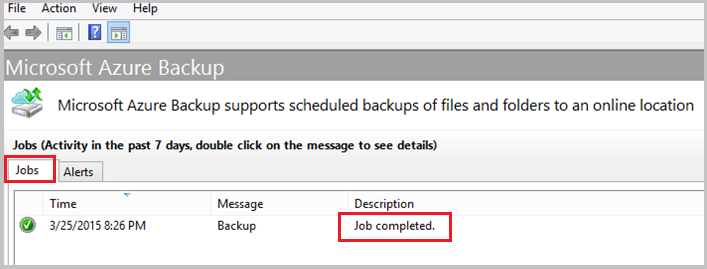 File Action View Help
Microsoft Azure Backup
Microsoft Azure Backup supports scheduled backups of files and folders to an online location
Jobs (Activity in the past 7 days, double click on the message to see details)
Jobs Alerts
Time Message Description
3/25/2015 8:26 PM Backup Job completed.